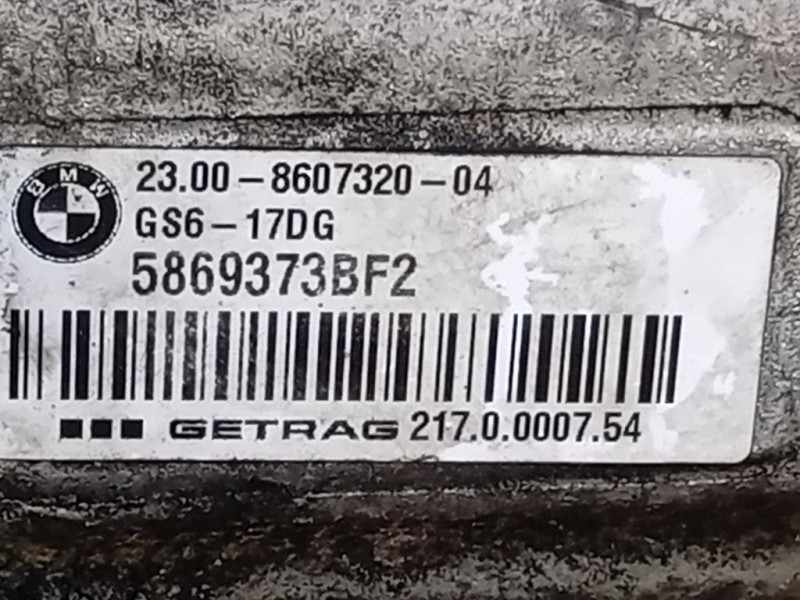 BMW
23.00-8607320-04
GS6-17DG
5869373BF2
GETRAG 217.0.0007.54